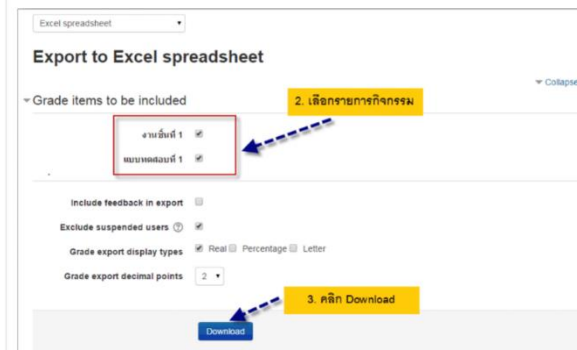 Excel spreadsheet
Export to Excel spreadsheet
Collapse
Grade items to be included
2. เลือกรายการกิจกรรม
งานชิ้นที่ 1
แบบทดสอบที่ 1
Include feedback in export
Exclude suspended users
Grade export display types Real Percentage Letter
Grade export decimal points 2
3. คลิก Download
Download